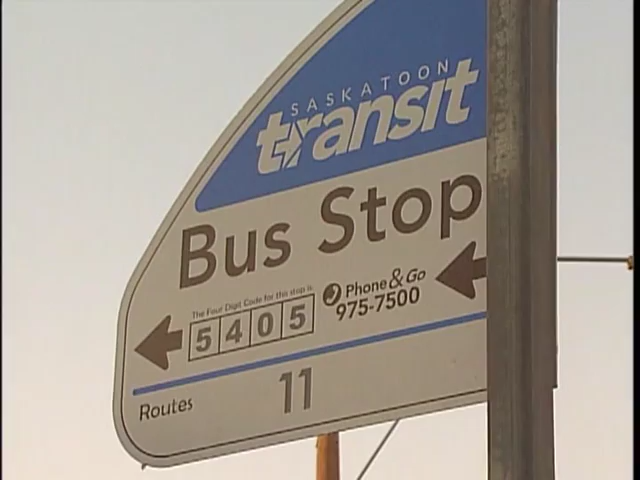 SASKATOON
transit
Bus Stop
The Four Digit Code for this stop is
5405
Phone & Go
975-7500
Routes 11